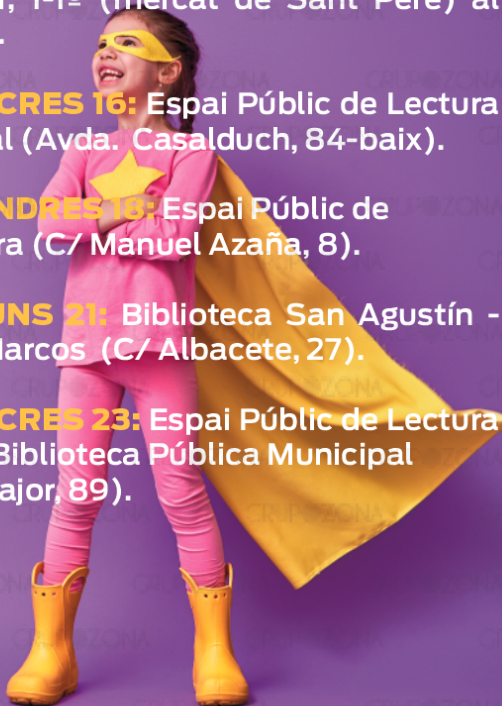 (mercat de Sant Pere) al
CRES 16: Espai Públic de Lectura
l (Avda. Casalduch, 84-baix).
NDRES 18: Espai Públic de
ra (C/ Manuel Azaña, 8).
UNS 21: Biblioteca San Agustín -
Marcos (C/ Albacete, 27).
CRES 23: Espai Públic de Lectura
Biblioteca Pública Municipal
ajor, 89).
GRUPOZONA